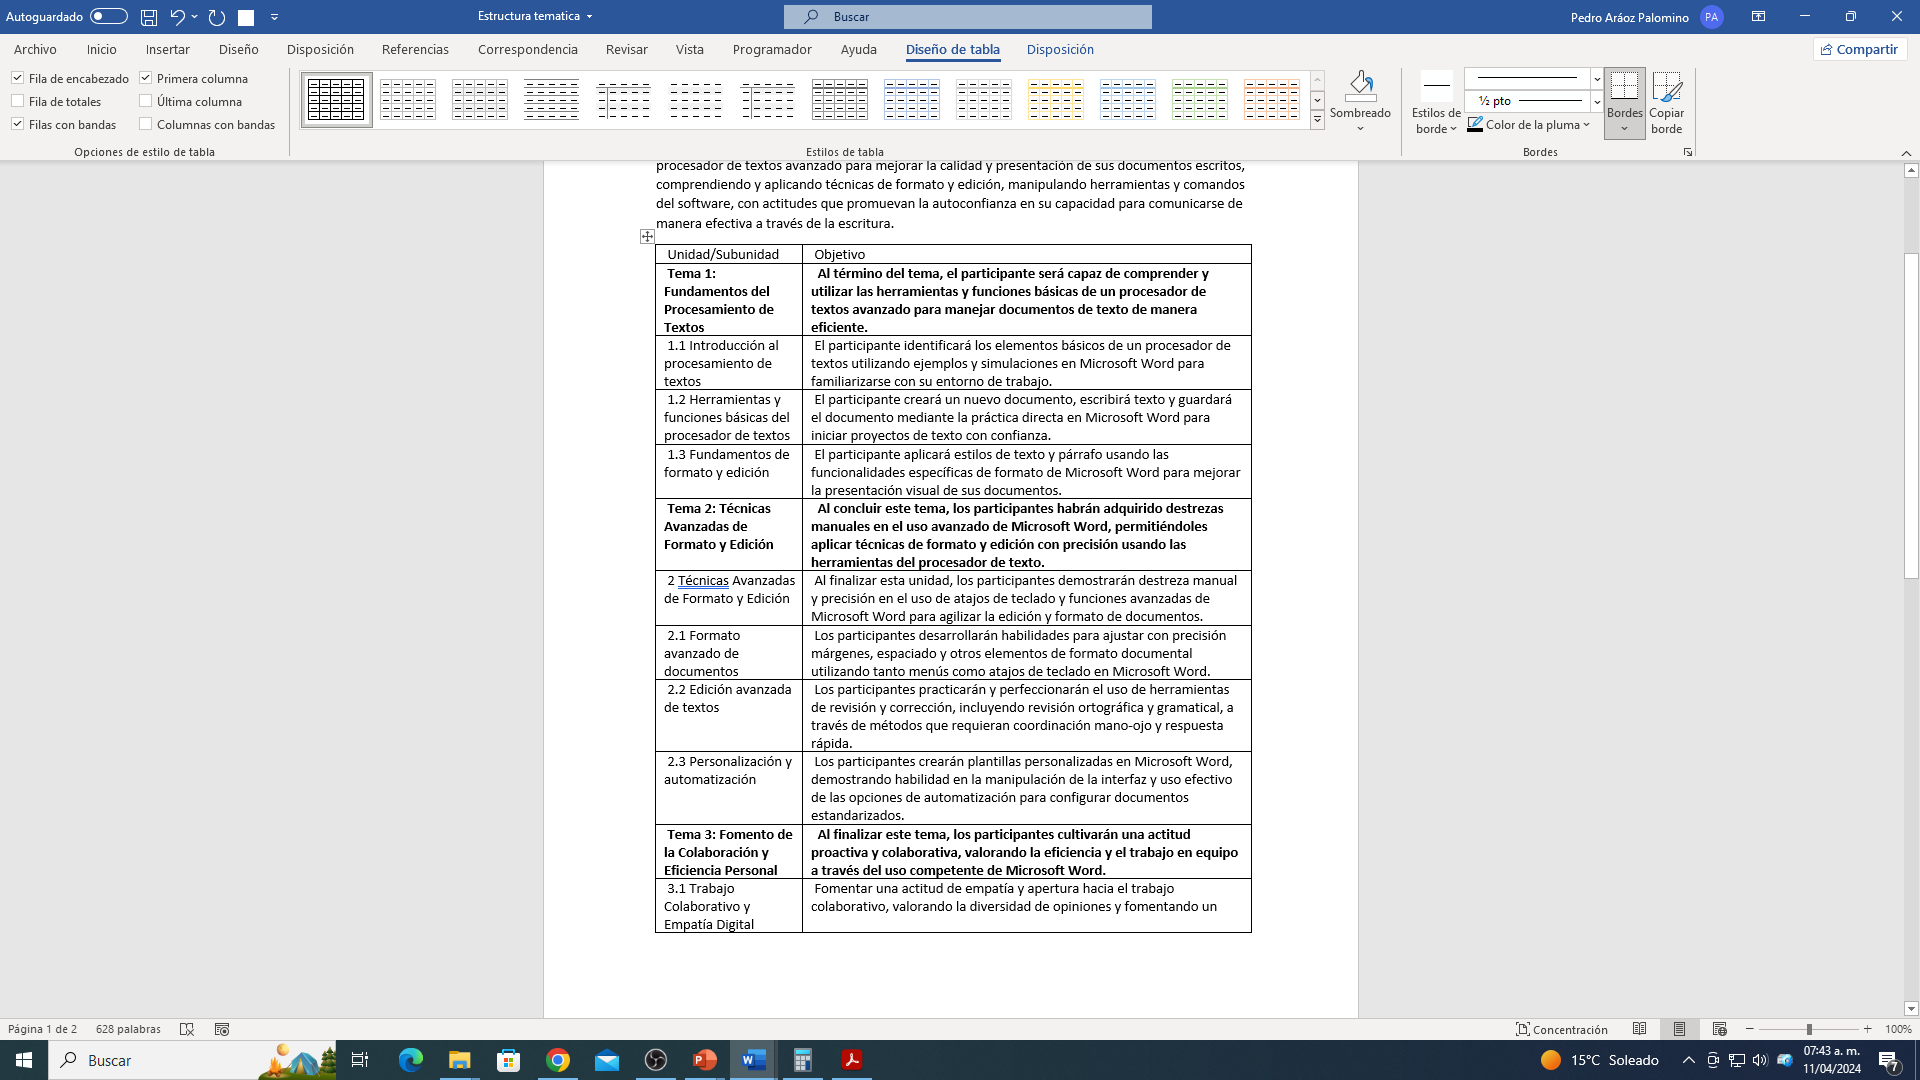 Autoguardado
Estructura tematica
Buscar
Pedro Aráoz Palomino
PA
Archivo
Inicio
Insertar
Diseño
Disposición
Referencias
Correspondencia
Revisar
Vista
Programador
Ayuda
Diseño de tabla
Disposición
Compartir
Fila de encabezado
Primera columna
Fila de totales
Última columna
Filas con bandas
Columnas con bandas
Opciones de estilo de tabla
Estilos de tabla
Sombreado
Estilos de borde
½ pto
Color de la pluma
Bordes
Copiar borde
Bordes
procesador de textos avanzado para mejorar la calidad y presentación de sus documentos escritos,
comprendiendo y aplicando técnicas de formato y edición, manipulando herramientas y comandos
del software, con actitudes que promuevan la autoconfianza en su capacidad para comunicarse de
manera efectiva a través de la escritura.
Unidad/Subunidad
Objetivo
Tema 1:
Fundamentos del
Procesamiento de
Textos
Al término del tema, el participante será capaz de comprender y
utilizar las herramientas y funciones básicas de un procesador de
textos avanzado para manejar documentos de texto de manera
eficiente.
1.1 Introducción al
procesamiento de
textos
El participante identificará los elementos básicos de un procesador de
textos utilizando ejemplos y simulaciones en Microsoft Word para
familiarizarse con su entorno de trabajo.
1.2 Herramientas y
funciones básicas del
procesador de textos
El participante creará un nuevo documento, escribirá texto y guardará
el documento mediante la práctica directa en Microsoft Word para
iniciar proyectos de texto con confianza.
1.3 Fundamentos de
formato y edición
El participante aplicará estilos de texto y párrafo usando las
funcionalidades específicas de formato de Microsoft Word para mejorar
la presentación visual de sus documentos.
Tema 2: Técnicas
Avanzadas de
Formato y Edición
Al concluir este tema, los participantes habrán adquirido destrezas
manuales en el uso avanzado de Microsoft Word, permitiéndoles
aplicar técnicas de formato y edición con precisión usando las
herramientas del procesador de texto.
2 Técnicas Avanzadas
de Formato y Edición
Al finalizar esta unidad, los participantes demostrarán destreza manual
y precisión en el uso de atajos de teclado y funciones avanzadas de
Microsoft Word para agilizar la edición y formato de documentos.
2.1 Formato
avanzado de
documentos
Los participantes desarrollarán habilidades para ajustar con precisión
márgenes, espaciado y otros elementos de formato documental
utilizando tanto menús como atajos de teclado en Microsoft Word.
2.2 Edición avanzada
de textos
Los participantes practicarán y perfeccionarán el uso de herramientas
de revisión y corrección, incluyendo revisión ortográfica y gramatical, a
través de métodos que requieran coordinación mano-ojo y respuesta
rápida.
2.3 Personalización y
automatización
Los participantes crearán plantillas personalizadas en Microsoft Word,
demostrando habilidad en la manipulación de la interfaz y uso efectivo
de las opciones de automatización para configurar documentos
estandarizados.
Tema 3: Fomento de
la Colaboración y
Eficiencia Personal
Al finalizar este tema, los participantes cultivarán una actitud
proactiva y colaborativa, valorando la eficiencia y el trabajo en equipo
a través del uso competente de Microsoft Word.
3.1 Trabajo
Colaborativo y
Empatía Digital
Fomentar una actitud de empatía y apertura hacia el trabajo
colaborativo, valorando la diversidad de opiniones y fomentando un
Página 1 de 2
628 palabras
Concentración
100%
Buscar
15°C Soleado
07:43 a. m.
11/04/2024
7